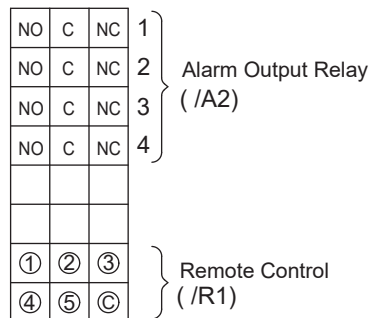 NO C NC 1
NO C NC 2
NO C NC 3
NO C NC 4
Alarm Output Relay
( /A2)
① ② ③
④ ⑤ Ⓒ
Remote Control
( /R1)